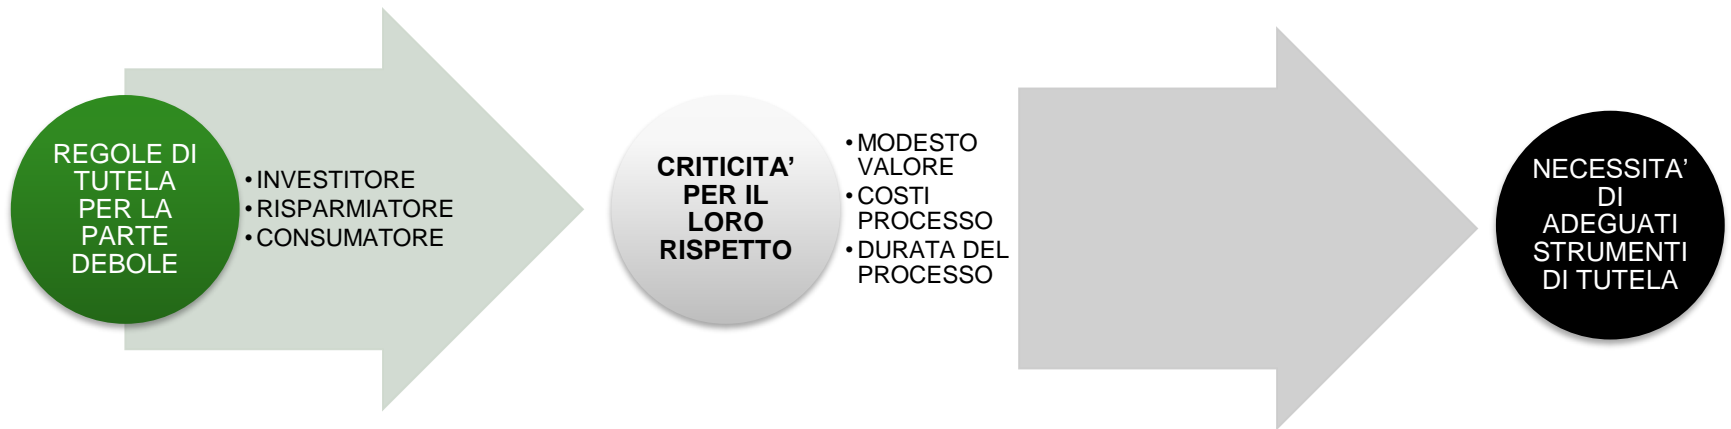 REGOLE DI
TUTELA
PER LA
PARTE
DEBOLE
•INVESTITORE
•RISPARMIATORE
•CONSUMATORE
CRITICITA’
PER IL
LORO
RISPETTO
•MODESTO
VALORE
•COSTI
PROCESSO
•DURATA DEL
PROCESSO
NECESSITA’
DI
ADEGUATI
STRUMENTI
DI TUTELA